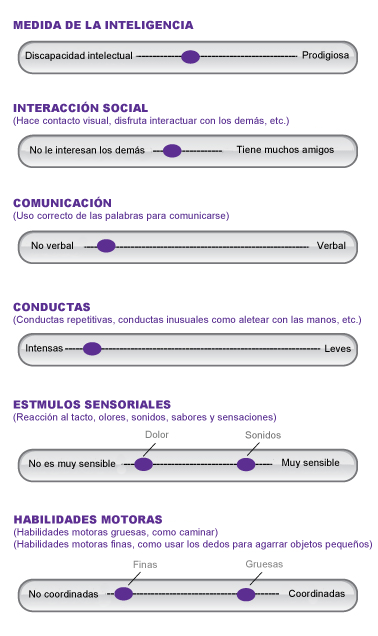 MEDIDA DE LA INTELIGENCIA
Discapacidad intelectual Prodigiosa
INTERACCIÓN SOCIAL
(Hace contacto visual, disfruta interactuar con los demás, etc.)
No le interesan los demás Tiene muchos amigos
COMUNICACIÓN
(Uso correcto de las palabras para comunicarse)
No verbal Verbal
CONDUCTAS
(Conductas repetitivas, conductas inusuales como aletear con las manos, etc.)
Intensas Leves
ESTMULOS SENSORIALES
(Reacción al tacto, olores, sonidos, sabores y sensaciones)
Dolor Sonidos
No es muy sensible Muy sensible
HABILIDADES MOTORAS
(Habilidades motoras gruesas, como caminar)
(Habilidades motoras finas, como usar los dedos para agarrar objetos pequeños)
Finas Gruesas
No coordinadas Coordinadas